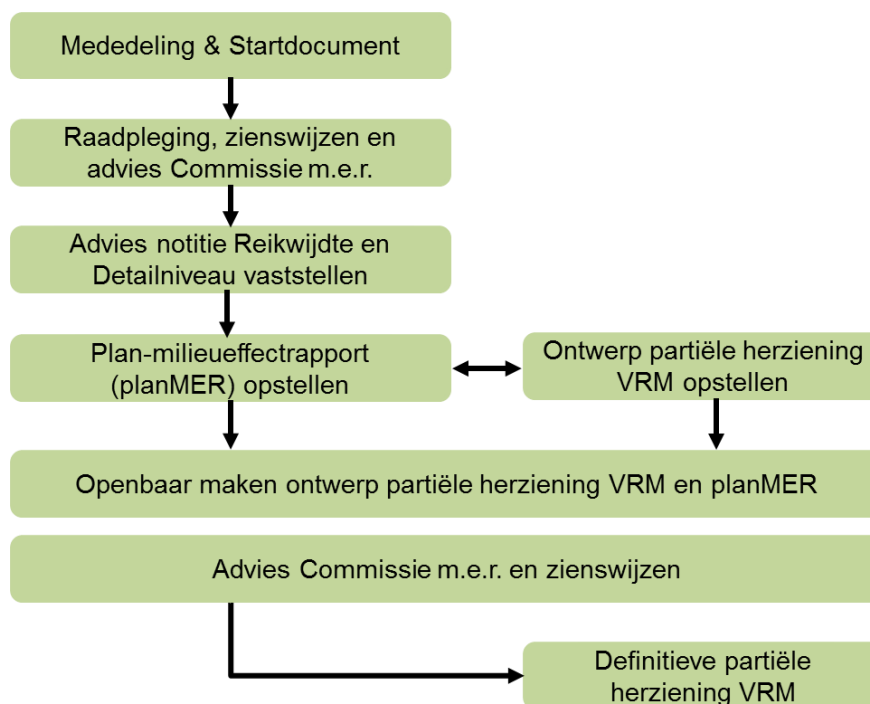 Mededeling & Startdocument
Raadpleging, zienswijzen en
advies Commissie m.e.r.
Advies notitie Reikwijdte en
Detailniveau vaststellen
Plan-milieueffectrapport
(planMER) opstellen
Ontwerp partiële herziening
VRM opstellen
Openbaar maken ontwerp partiële herziening VRM en planMER
Advies Commissie m.e.r. en zienswijzen
Definitieve partiële
herziening VRM